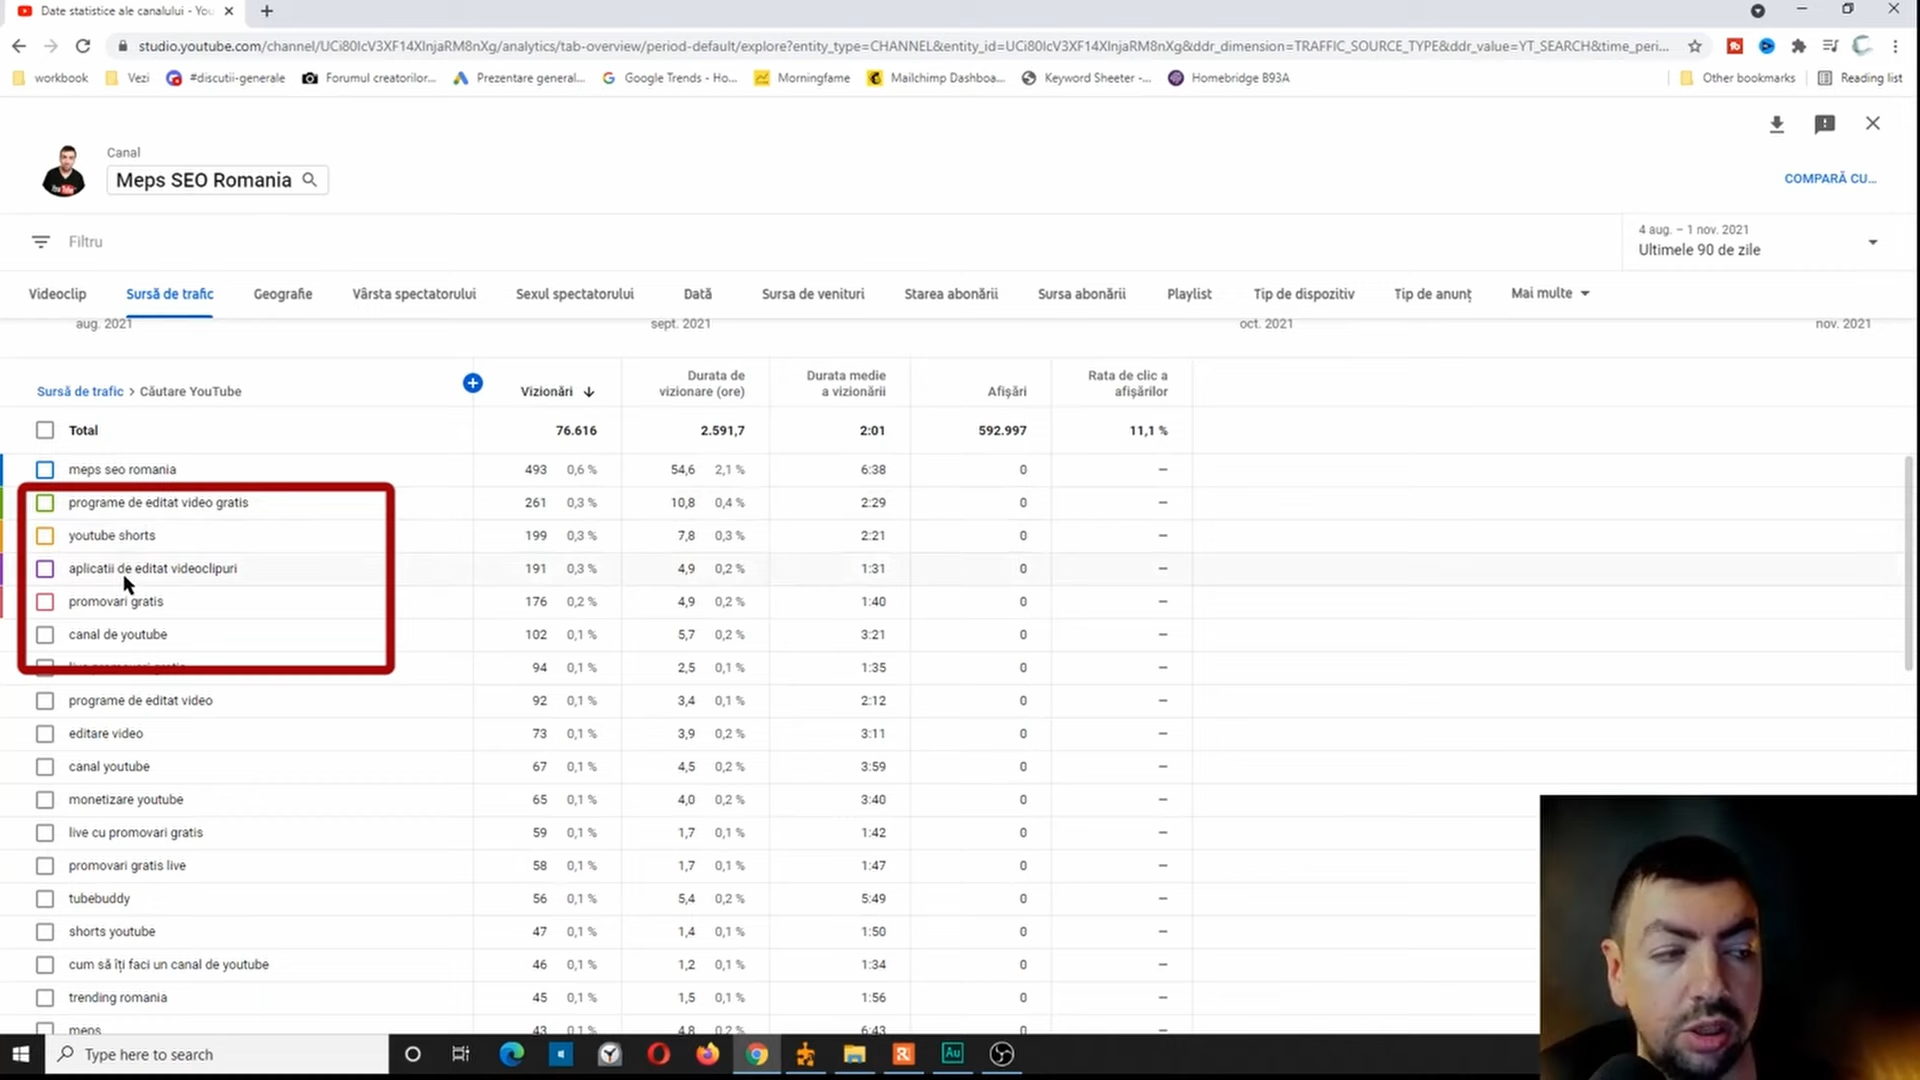 Date statistice ale canalului - You
studio.youtube.com/channel/UCi80IcV3XF14XInjaRM8nXg/analytics/tab-overview/period-default/explore?entity_type=CHANNEL&entity_id=UCi80IcV3XF14XInjaRM8nXg&ddr_dimension=TRAFFIC_SOURCE_TYPE&ddr_value=YT_SEARCH&time_peri...
workbook Vezi #discutii-generale Forumul creatorilor... Prezentare general... Google Trends - Ho... Morningfame Mailchimp Dashboa... Keyword Sheeter -... Homebridge B93A Other bookmarks Reading list
Canal
Meps SEO Romania
COMPARĂ CU...
Filtru
4 aug. – 1 nov. 2021
Ultimele 90 de zile
Videoclip Sursă de trafic Geografie Vârsta spectatorului Sexul spectatorului Dată Sursa de venituri Starea abonării Sursa abonării Playlist Tip de dispozitiv Tip de anunț Mai multe
aug. 2021 sept. 2021 oct. 2021 nov. 2021
Sursă de trafic > Căutare YouTube Vizionări Durata de vizionare (ore) Durata medie a vizionării Afișări Rata de clic a afișărilor
Total 76.616 2.591,7 2:01 592.997 11,1 %
meps seo romania 493 0,6 % 54,6 2,1 % 6:38 0 –
programe de editat video gratis 261 0,3 % 10,8 0,4 % 2:29 0 –
youtube shorts 199 0,3 % 7,8 0,3 % 2:21 0 –
aplicatii de editat videoclipuri 191 0,3 % 4,9 0,2 % 1:31 0 –
promovari gratis 176 0,2 % 4,9 0,2 % 1:40 0 –
canal de youtube 102 0,1 % 5,7 0,2 % 3:21 0 –
live promovari gratis 94 0,1 % 2,5 0,1 % 1:35 0 –
programe de editat video 92 0,1 % 3,4 0,1 % 2:12 0 –
editare video 73 0,1 % 3,9 0,2 % 3:11 0 –
canal youtube 67 0,1 % 4,5 0,2 % 3:59 0 –
monetizare youtube 65 0,1 % 4,0 0,2 % 3:40 0 –
live cu promovari gratis 59 0,1 % 1,7 0,1 % 1:42 0 –
promovari gratis live 58 0,1 % 1,7 0,1 % 1:47 0 –
tubebuddy 56 0,1 % 5,4 0,2 % 5:49 0 –
shorts youtube 47 0,1 % 1,4 0,1 % 1:50 0 –
cum să îți faci un canal de youtube 46 0,1 % 1,2 0,1 % 1:34 0 –
trending romania 45 0,1 % 1,5 0,1 % 1:56 0 –
meps 43 0,1 % 4,8 0,2 % 6:43 0 –
Type here to search
Au